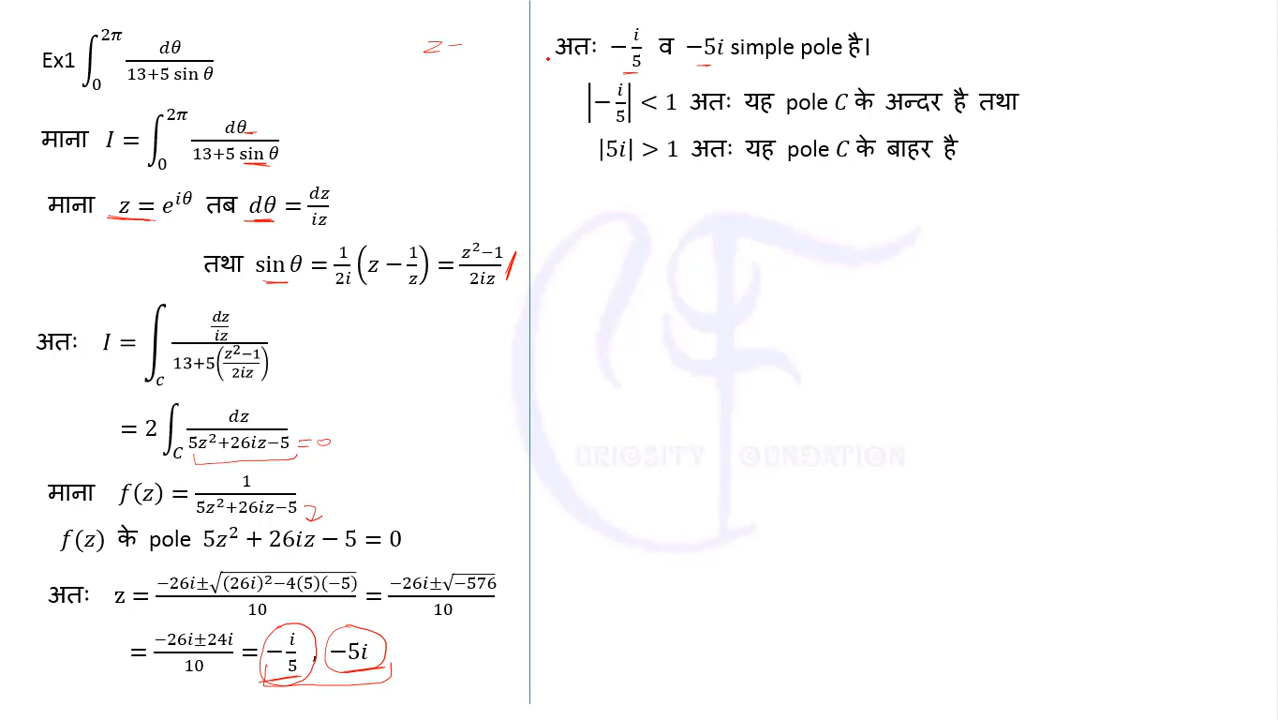 Ex1 ∫₀^{2π} dθ / (13+5 sin θ)
माना I = ∫₀^{2π} dθ / (13+5 sin θ)
माना z = e^{iθ} तब dθ = dz/iz
तथा sin θ = 1/2i (z − 1/z) = (z²−1)/2iz
अतः I = ∫_c (dz/iz) / (13+5((z²−1)/2iz))
= 2 ∫_C dz / (5z²+26iz−5) = 0
माना f(z) = 1 / (5z²+26iz−5)
f(z) के pole 5z² + 26iz − 5 = 0
अतः z = (−26i±√((26i)²−4(5)(−5))) / 10 = (−26i±√−576) / 10
= (−26i±24i) / 10 = −i/5 , −5i
z −
अतः −i/5 व −5i simple pole है।
|−i/5| < 1 अतः यह pole C के अन्दर है तथा
|5i| > 1 अतः यह pole C के बाहर है
CF
URIOSITY OUNDATION